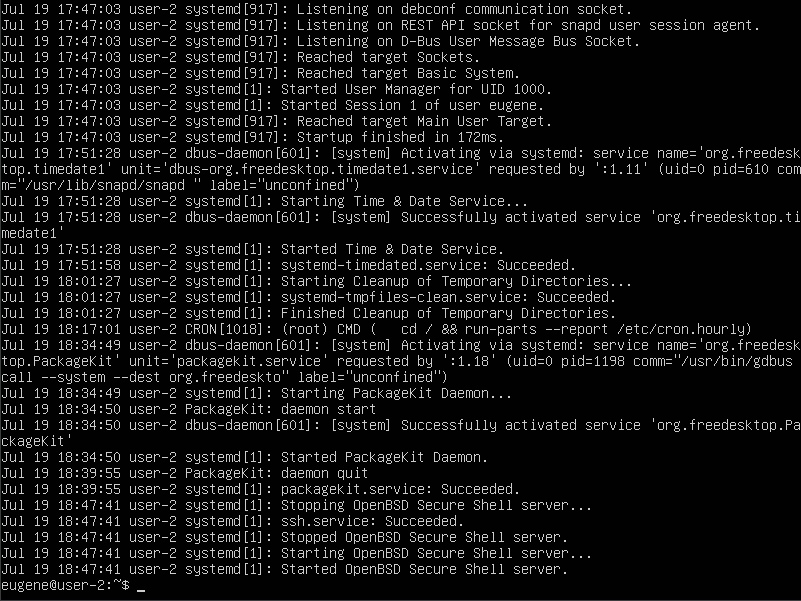 Jul 19 17:47:03 user-2 systemd[917]: Listening on debconf communication socket.
Jul 19 17:47:03 user-2 systemd[917]: Listening on REST API socket for snapd user session agent.
Jul 19 17:47:03 user-2 systemd[917]: Listening on D-Bus User Message Bus Socket.
Jul 19 17:47:03 user-2 systemd[917]: Reached target Sockets.
Jul 19 17:47:03 user-2 systemd[917]: Reached target Basic System.
Jul 19 17:47:03 user-2 systemd[1]: Started User Manager for UID 1000.
Jul 19 17:47:03 user-2 systemd[1]: Started Session 1 of user eugene.
Jul 19 17:47:03 user-2 systemd[917]: Reached target Main User Target.
Jul 19 17:47:03 user-2 systemd[917]: Startup finished in 172ms.
Jul 19 17:51:28 user-2 dbus-daemon[601]: [system] Activating via systemd: service name='org.freedesk
top.timedate1' unit='dbus-org.freedesktop.timedate1.service' requested by ':1.11' (uid=0 pid=610 com
m="/usr/lib/snapd/snapd " label="unconfined")
Jul 19 17:51:28 user-2 systemd[1]: Starting Time & Date Service...
Jul 19 17:51:28 user-2 dbus-daemon[601]: [system] Successfully activated service 'org.freedesktop.ti
medate1'
Jul 19 17:51:28 user-2 systemd[1]: Started Time & Date Service.
Jul 19 17:51:58 user-2 systemd[1]: systemd-timedated.service: Succeeded.
Jul 19 18:01:27 user-2 systemd[1]: Starting Cleanup of Temporary Directories...
Jul 19 18:01:27 user-2 systemd[1]: systemd-tmpfiles-clean.service: Succeeded.
Jul 19 18:01:27 user-2 systemd[1]: Finished Cleanup of Temporary Directories.
Jul 19 18:17:01 user-2 CRON[1018]: (root) CMD (   cd / && run-parts --report /etc/cron.hourly)
Jul 19 18:34:49 user-2 dbus-daemon[601]: [system] Activating via systemd: service name='org.freedesk
top.PackageKit' unit='packagekit.service' requested by ':1.18' (uid=0 pid=1198 comm="/usr/bin/gdbus
call --system --dest org.freedeskto" label="unconfined")
Jul 19 18:34:49 user-2 systemd[1]: Starting PackageKit Daemon...
Jul 19 18:34:50 user-2 PackageKit: daemon start
Jul 19 18:34:50 user-2 dbus-daemon[601]: [system] Successfully activated service 'org.freedesktop.Pa
ckageKit'
Jul 19 18:34:50 user-2 systemd[1]: Started PackageKit Daemon.
Jul 19 18:39:55 user-2 PackageKit: daemon quit
Jul 19 18:39:55 user-2 systemd[1]: packagekit.service: Succeeded.
Jul 19 18:47:41 user-2 systemd[1]: Stopping OpenBSD Secure Shell server...
Jul 19 18:47:41 user-2 systemd[1]: ssh.service: Succeeded.
Jul 19 18:47:41 user-2 systemd[1]: Stopped OpenBSD Secure Shell server.
Jul 19 18:47:41 user-2 systemd[1]: Starting OpenBSD Secure Shell server...
Jul 19 18:47:41 user-2 systemd[1]: Started OpenBSD Secure Shell server.
eugene@user-2:~$ _